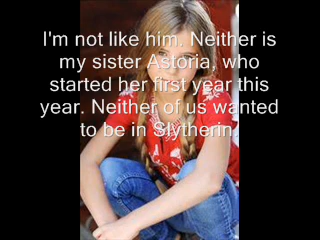 I'm not like him. Neither is
my sister Astoria, who
started her first year this
year. Neither of us wanted
to be in Slytherin.